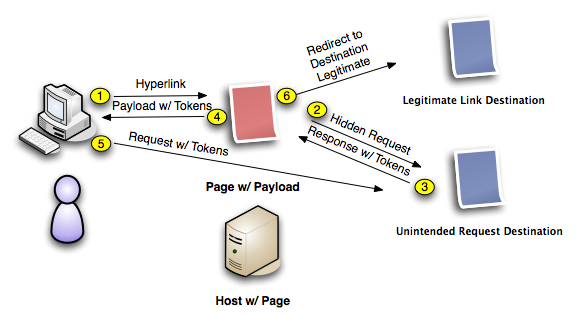 Redirect to
Destination
Legitimate
6
1
Hyperlink
Payload w/ Tokens
4
Legitimate Link Destination
2
Hidden Request
Response w/ Tokens
5
Request w/ Tokens
3
Page w/ Payload
Unintended Request Destination
Host w/ Page